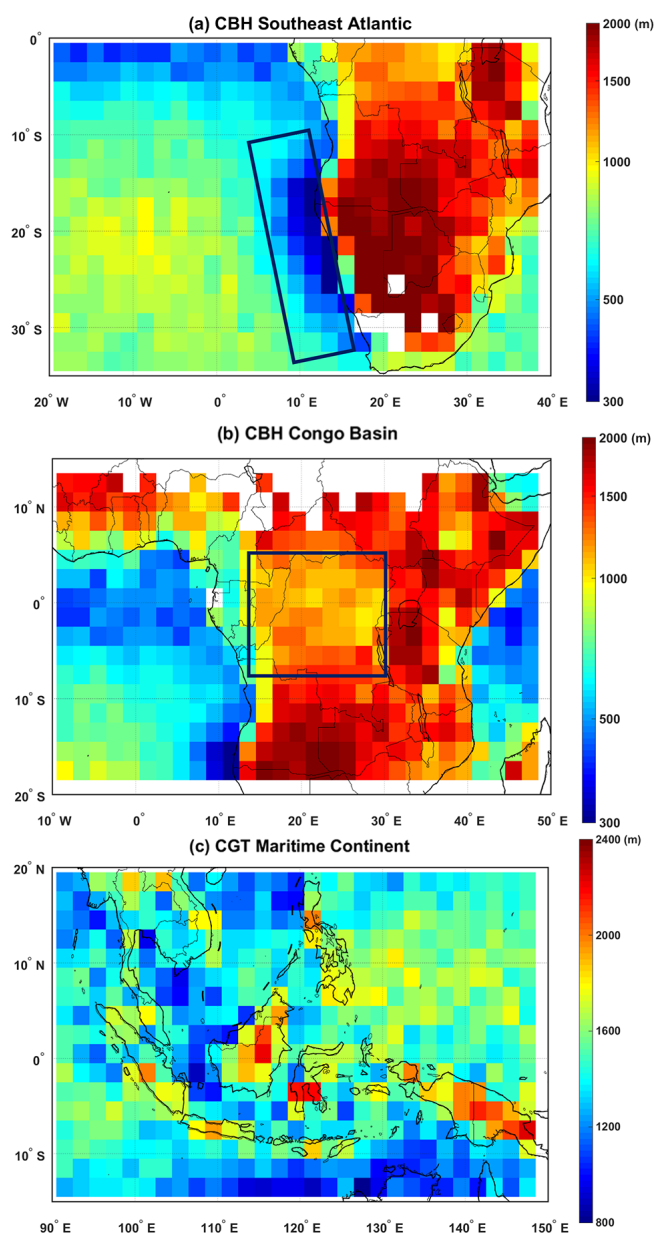 (a) CBH Southeast Atlantic
0° 2000 (m)
1500
10° S
1000
20° S
500
30° S
300
20° W 10° W 0° 10° E 20° E 30° E 40° E
(b) CBH Congo Basin
2000 (m)
1500
10° N
1000
0°
10° S
500
20° S
300
10° W 0° 10° E 20° E 30° E 40° E 50° E
(c) CGT Maritime Continent
2400 (m)
20° N
2000
10° N
1600
0°
1200
10° S
800
90° E 100° E 110° E 120° E 130° E 140° E 150° E